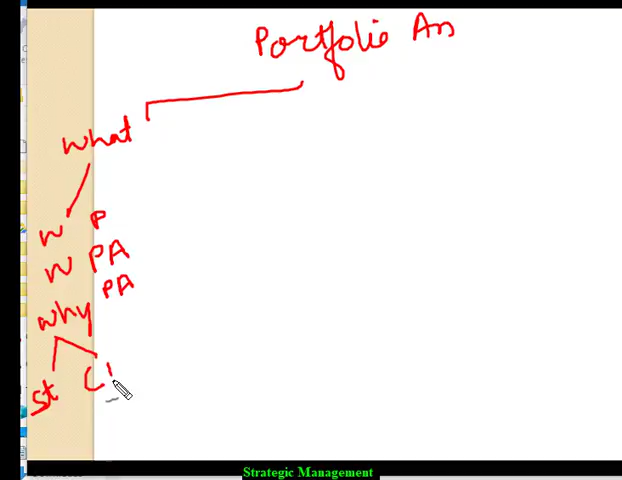 Portfolio An
What
W P
W PA
Why PA
St
Strategic Management